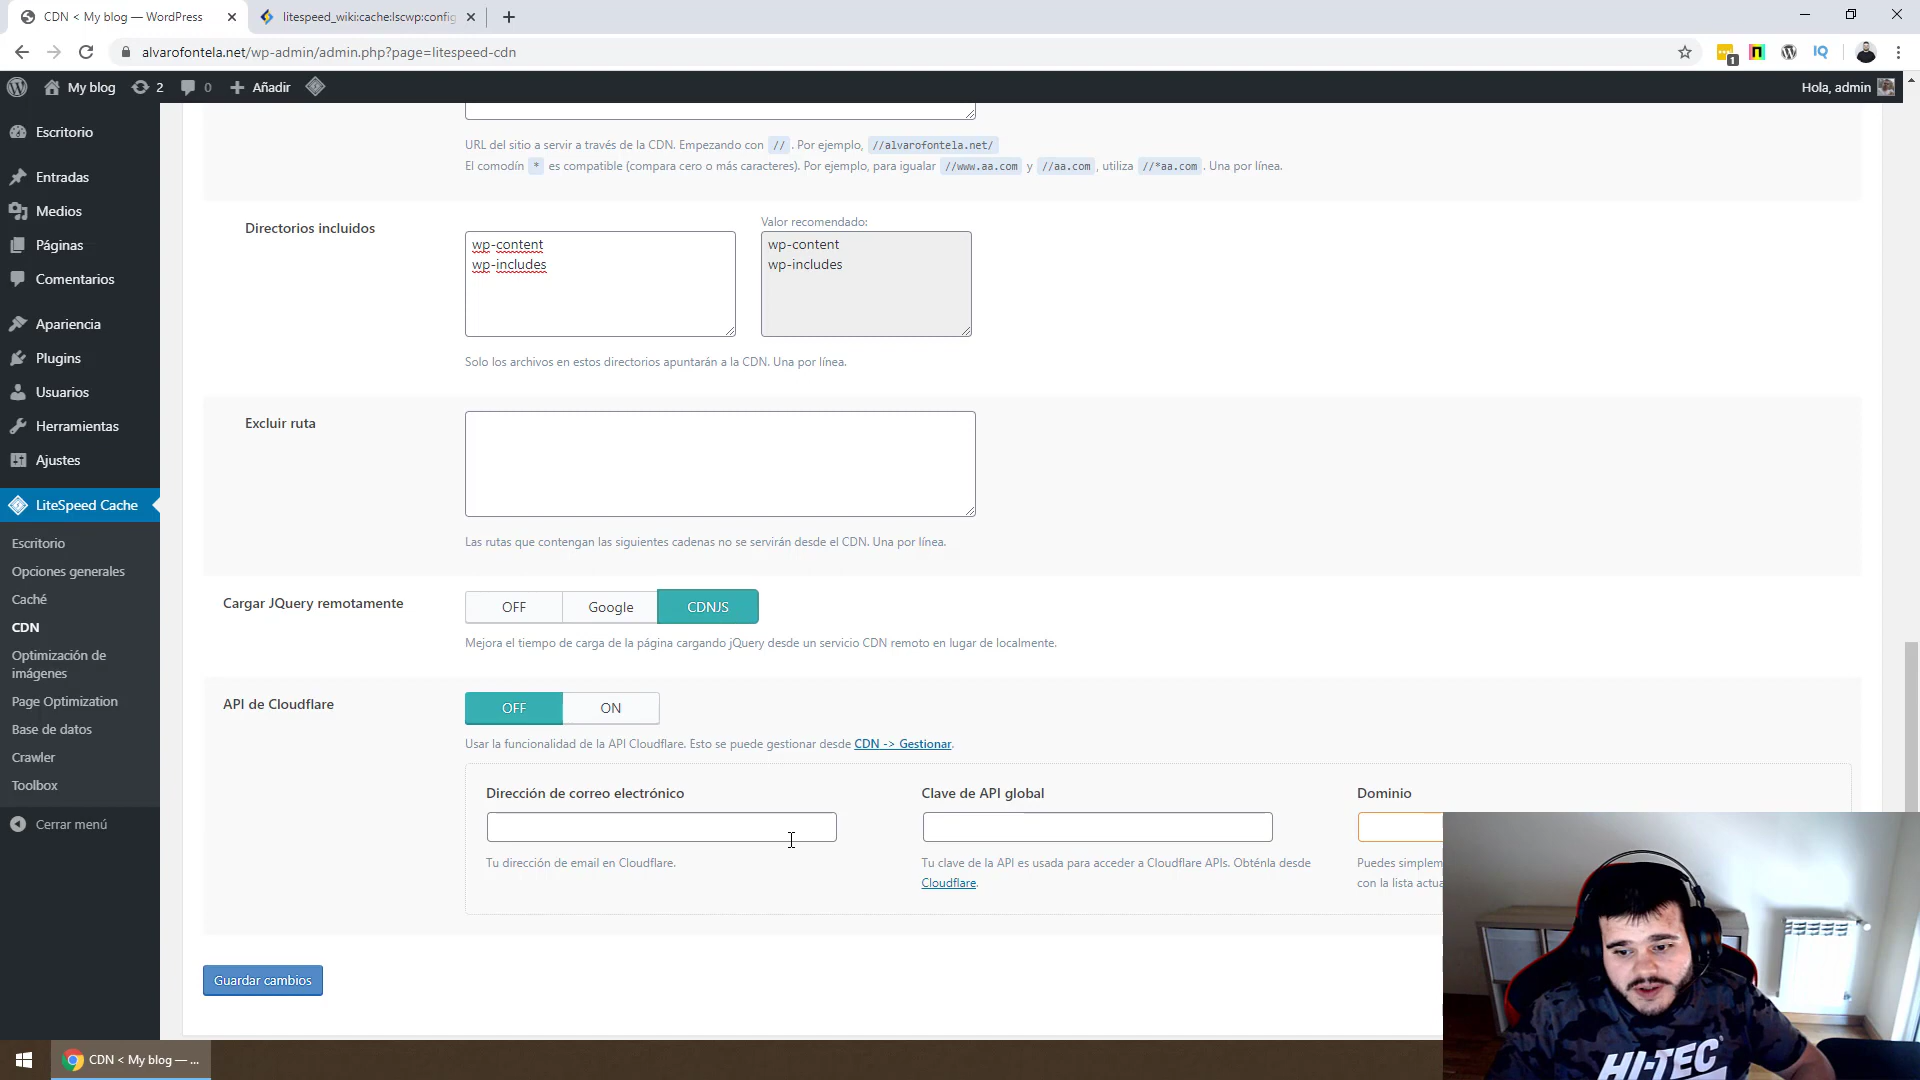 CDN < My blog — WordPress
litespeed_wiki:cache:lscwp:config
alvarofontela.net/wp-admin/admin.php?page=litespeed-cdn
1
IQ
My blog
2
0
Añadir
Hola, admin
Escritorio
Entradas
Medios
Páginas
Comentarios
Apariencia
Plugins
Usuarios
Herramientas
Ajustes
LiteSpeed Cache
Escritorio
Opciones generales
Caché
CDN
Optimización de
imágenes
Page Optimization
Base de datos
Crawler
Toolbox
Cerrar menú
URL del sitio a servir a través de la CDN. Empezando con // . Por ejemplo, //alvarofontela.net/
El comodín * es compatible (compara cero o más caracteres). Por ejemplo, para igualar //www.aa.com y //aa.com , utiliza //*aa.com . Una por línea.
Directorios incluidos
wp-content
wp-includes
Valor recomendado:
wp-content
wp-includes
Solo los archivos en estos directorios apuntarán a la CDN. Una por línea.
Excluir ruta
Las rutas que contengan las siguientes cadenas no se servirán desde el CDN. Una por línea.
Cargar JQuery remotamente
OFF Google CDNJS
Mejora el tiempo de carga de la página cargando jQuery desde un servicio CDN remoto en lugar de localmente.
API de Cloudflare
OFF ON
Usar la funcionalidad de la API Cloudflare. Esto se puede gestionar desde CDN -> Gestionar.
Dirección de correo electrónico
Tu dirección de email en Cloudflare.
Clave de API global
Tu clave de la API es usada para acceder a Cloudflare APIs. Obténla desde
Cloudflare.
Dominio
Puedes simplem
con la lista actua
Guardar cambios
HI-TEC
CDN < My blog — ...